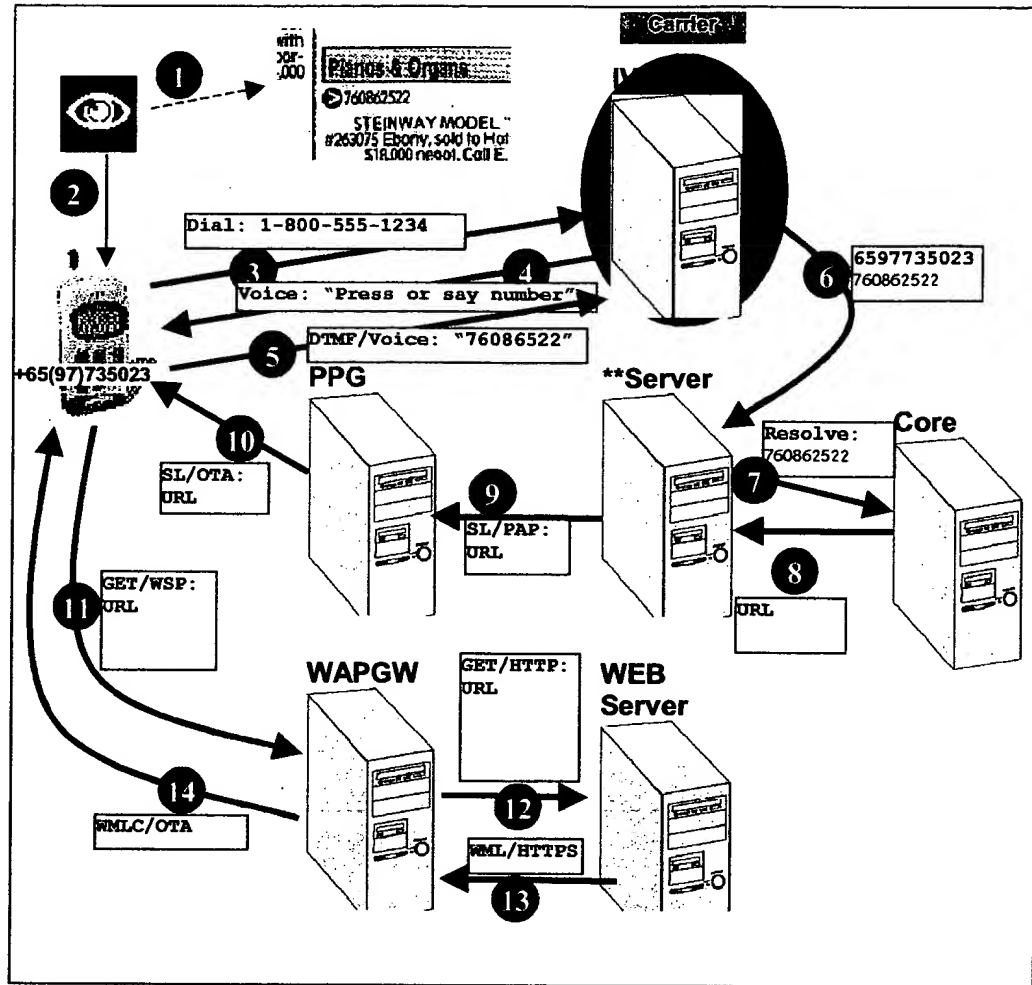 with
por-
,000
Pianos & Organs
760862522
STEINWAY MODEL "
#263075 Ebony, sold to Hot
$18,000 negot. Call E.
Carrier
IV
1
2
Dial: 1-800-555-1234
3
4
Voice: "Press or say number"
5
DTMF/Voice: "76086522"
6
6597735023
760862522
+65(97)735023
PPG
**Server
Core
10
SL/OTA:
URL
9
SL/PAP:
URL
7
Resolve:
760862522
8
URL
11
GET/WSP:
URL
WAPGW
GET/HTTP:
URL
WEB
Server
14
WMLC/OTA
12
WML/HTTPS
13